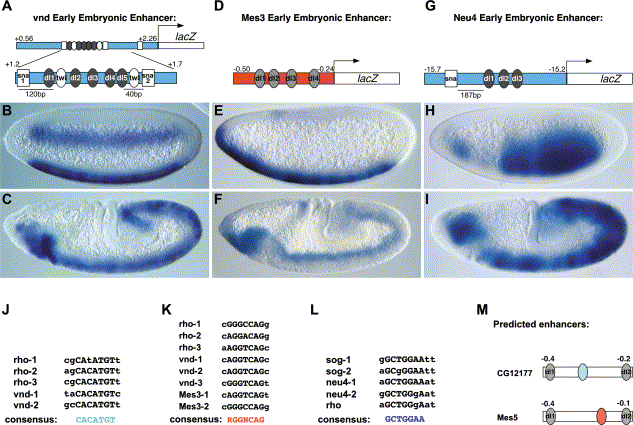 A vnd Early Embryonic Enhancer:
+0.56 +2.26 lacZ
+1.2 +1.7
sna 1 dl1 twi dl2 dl3 dl4 dl5 twi sna 2
120bp 40bp
B
C
D Mes3 Early Embryonic Enhancer:
-0.50 -0.24
dl1 dl2 dl3 dl4 lacZ
E
F
G Neu4 Early Embryonic Enhancer:
-15.7 -15.2
sna dl1 dl2 dl3 lacZ
187bp
H
I
J
rho-1 cgCAtATGTt
rho-2 agCACATGTt
rho-3 cgCACATGTt
vnd-1 taCACATGTc
vnd-2 gcCACATGTt
consensus: CACATGT
K
rho-1 cGGGCCAGg
rho-2 cAGGACAGg
rho-3 aAGGTCAGc
vnd-1 cAGGTCAGc
vnd-2 cAGGTCAGc
vnd-3 cGGGTCAGc
Mes3-1 cAGGTCAGc
Mes3-2 cGGGCCAGg
consensus: RGGNCAG
L
sog-1 gGCTGGAAtt
sog-2 aGCgGGAAtt
neu4-1 aGCTGGgAat
neu4-2 gGCTGGgAat
rho aGCTGGgAat
consensus: GCTGGAA
M
Predicted enhancers:
-0.4 -0.2
CG12177 dl1 dl2
-0.4 -0.1
Mes5 dl1 dl2